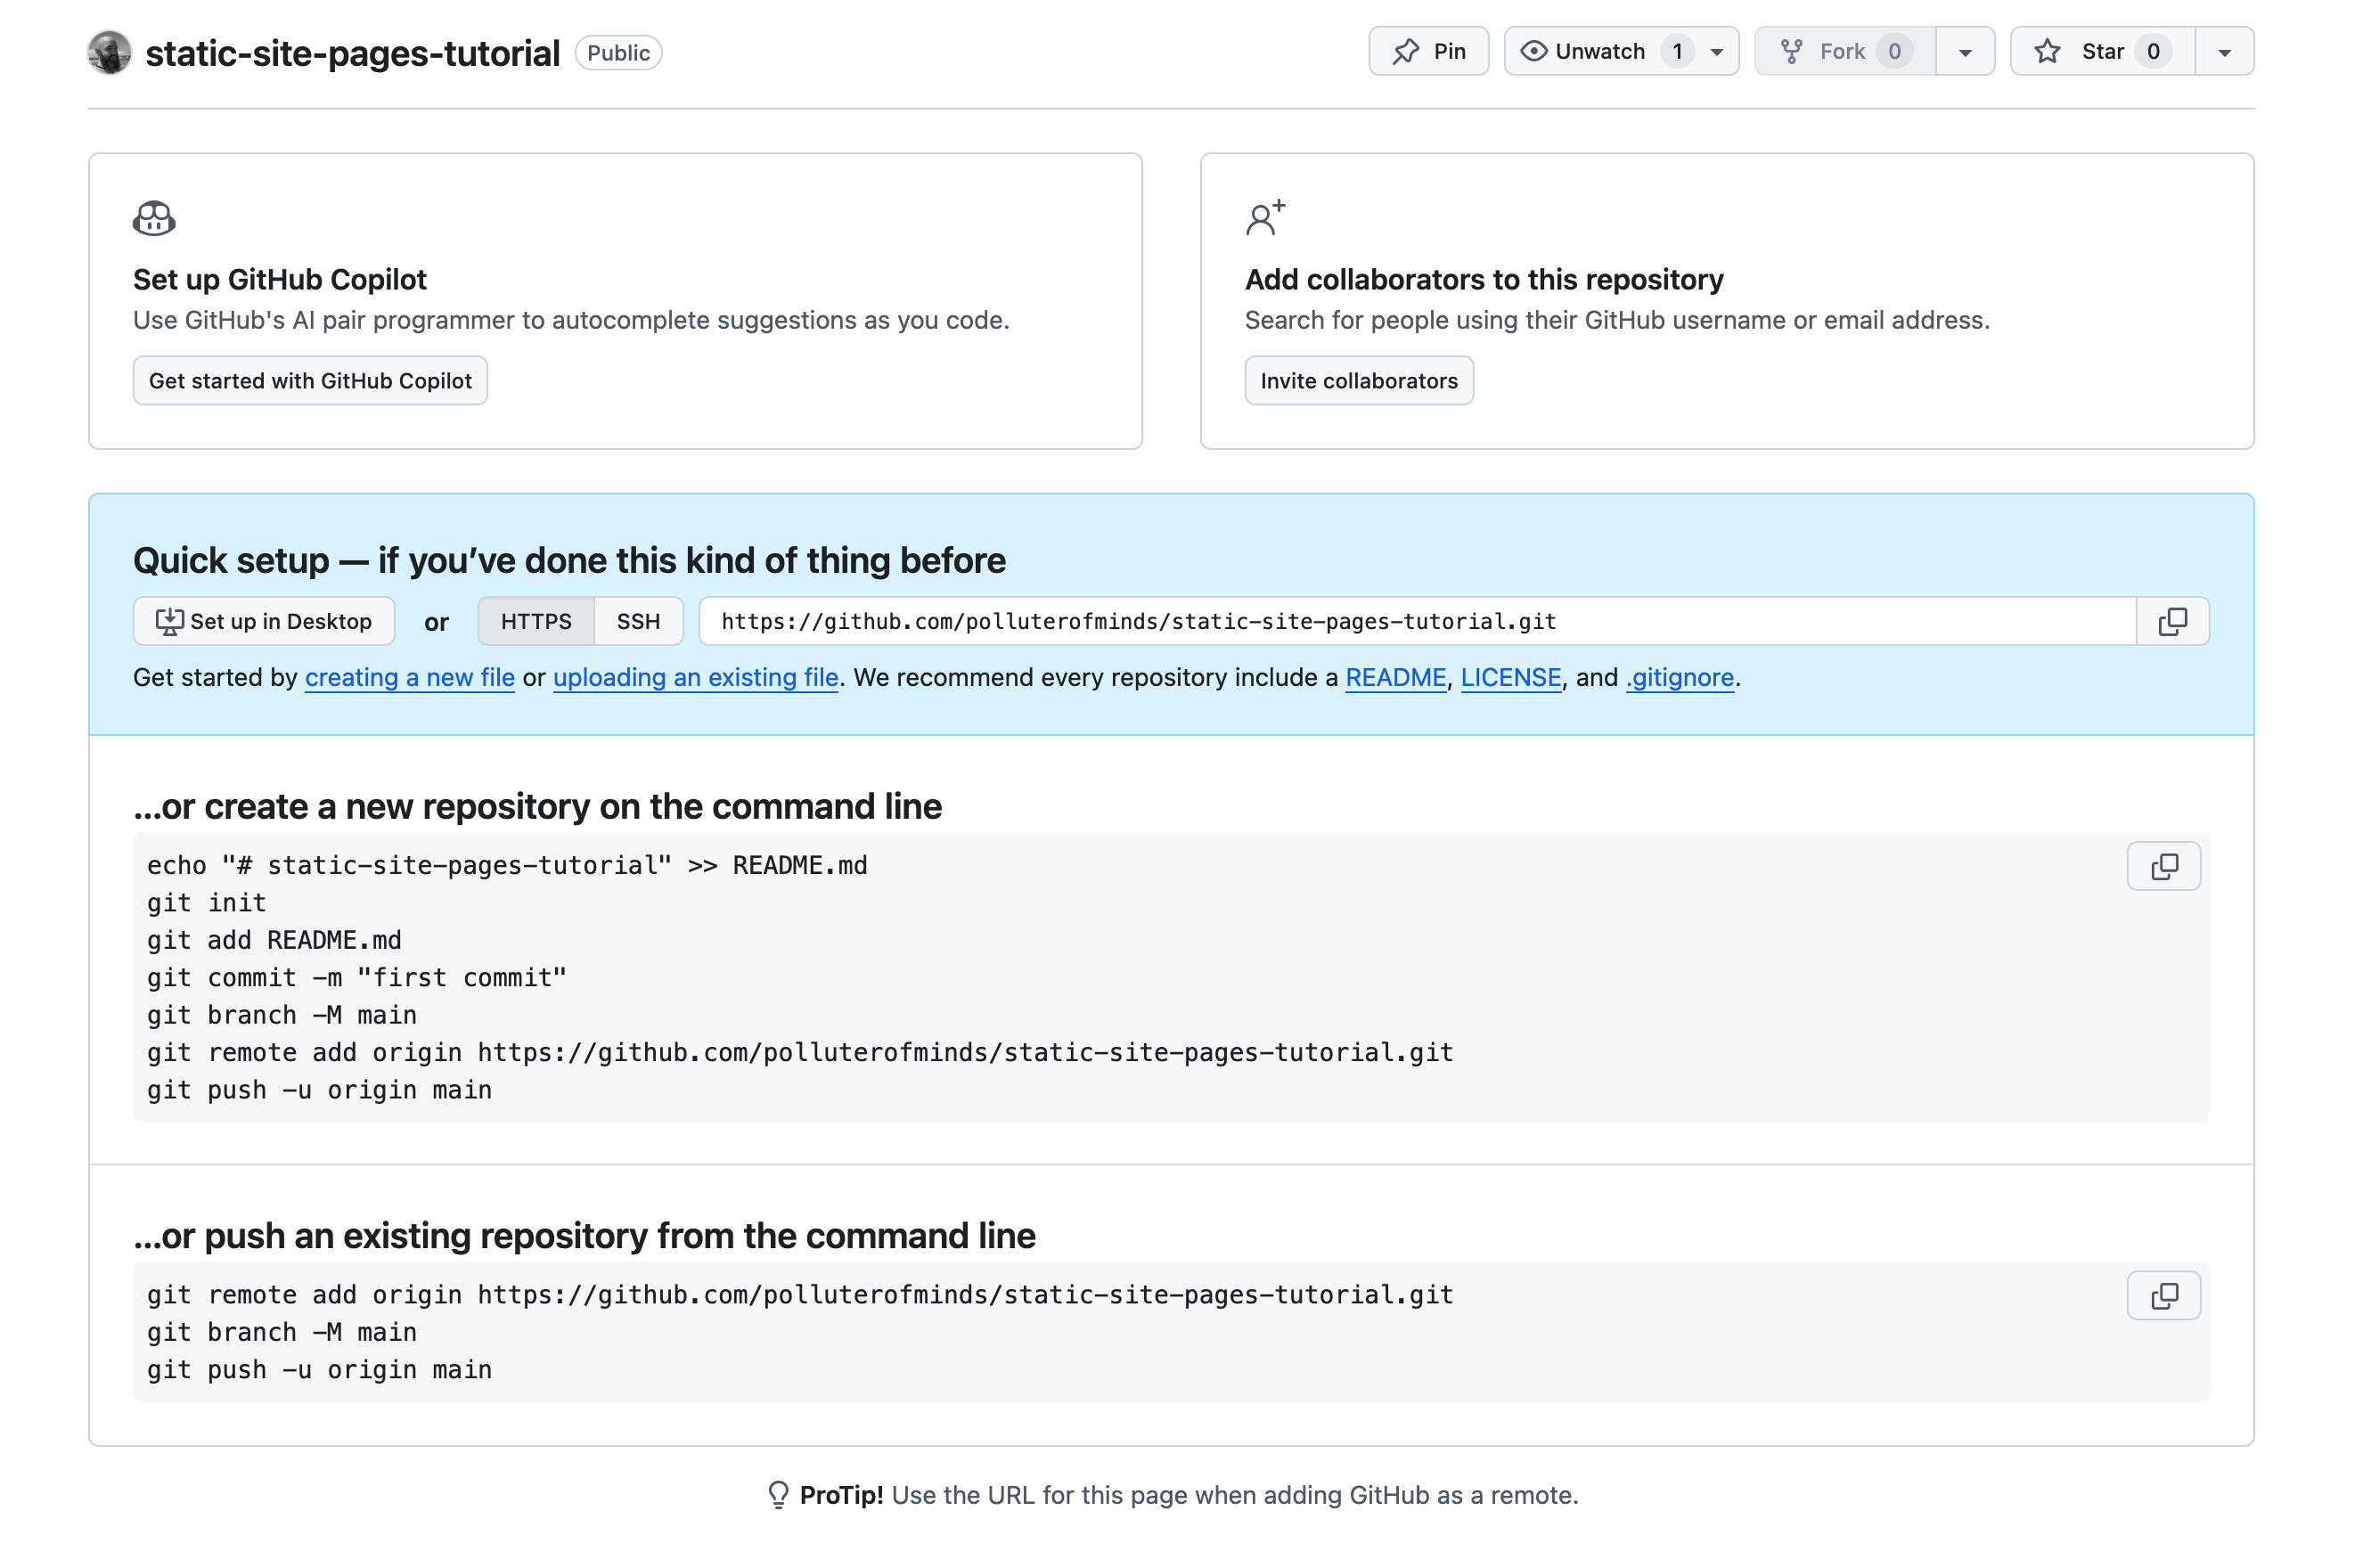 static-site-pages-tutorial Public Pin Unwatch 1 Fork 0 Star 0
Set up GitHub Copilot
Use GitHub's AI pair programmer to autocomplete suggestions as you code.
Get started with GitHub Copilot
Add collaborators to this repository
Search for people using their GitHub username or email address.
Invite collaborators
Quick setup — if you’ve done this kind of thing before
Set up in Desktop or HTTPS SSH https://github.com/polluterofminds/static-site-pages-tutorial.git
Get started by creating a new file or uploading an existing file. We recommend every repository include a README, LICENSE, and .gitignore.
…or create a new repository on the command line
echo "# static-site-pages-tutorial" >> README.md
git init
git add README.md
git commit -m "first commit"
git branch -M main
git remote add origin https://github.com/polluterofminds/static-site-pages-tutorial.git
git push -u origin main
…or push an existing repository from the command line
git remote add origin https://github.com/polluterofminds/static-site-pages-tutorial.git
git branch -M main
git push -u origin main
ProTip! Use the URL for this page when adding GitHub as a remote.